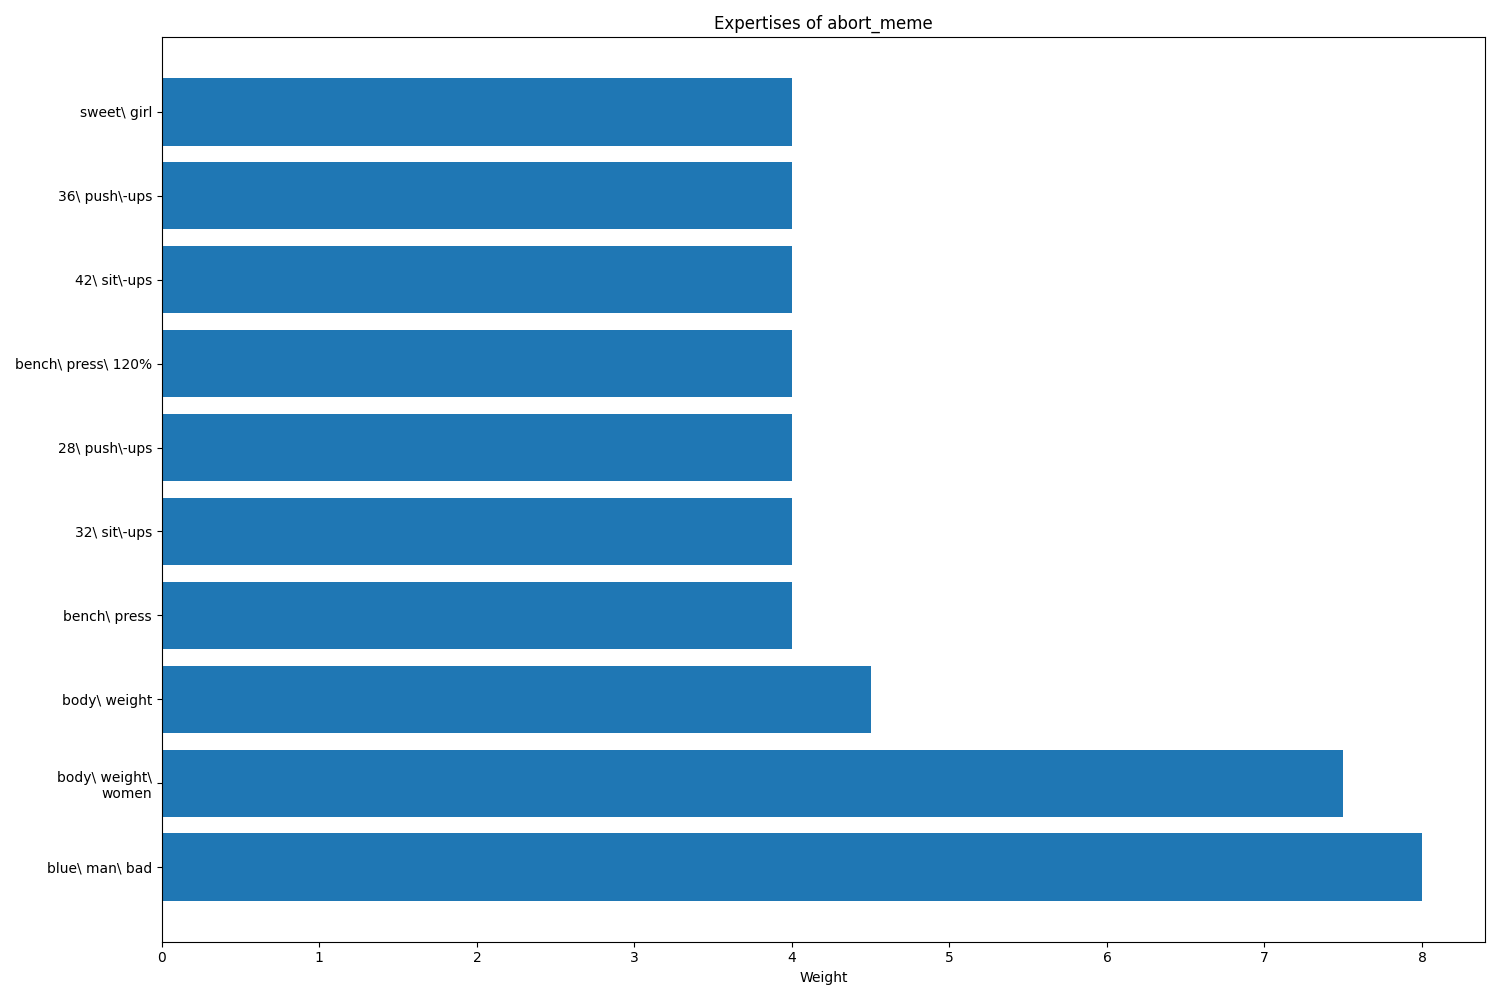 Expertises of abort_meme
sweet\ girl
36\ push\-ups
42\ sit\-ups
bench\ press\ 120%
28\ push\-ups
32\ sit\-ups
bench\ press
body\ weight
body\ weight\
women
blue\ man\ bad
0 1 2 3 4 5 6 7 8
Weight